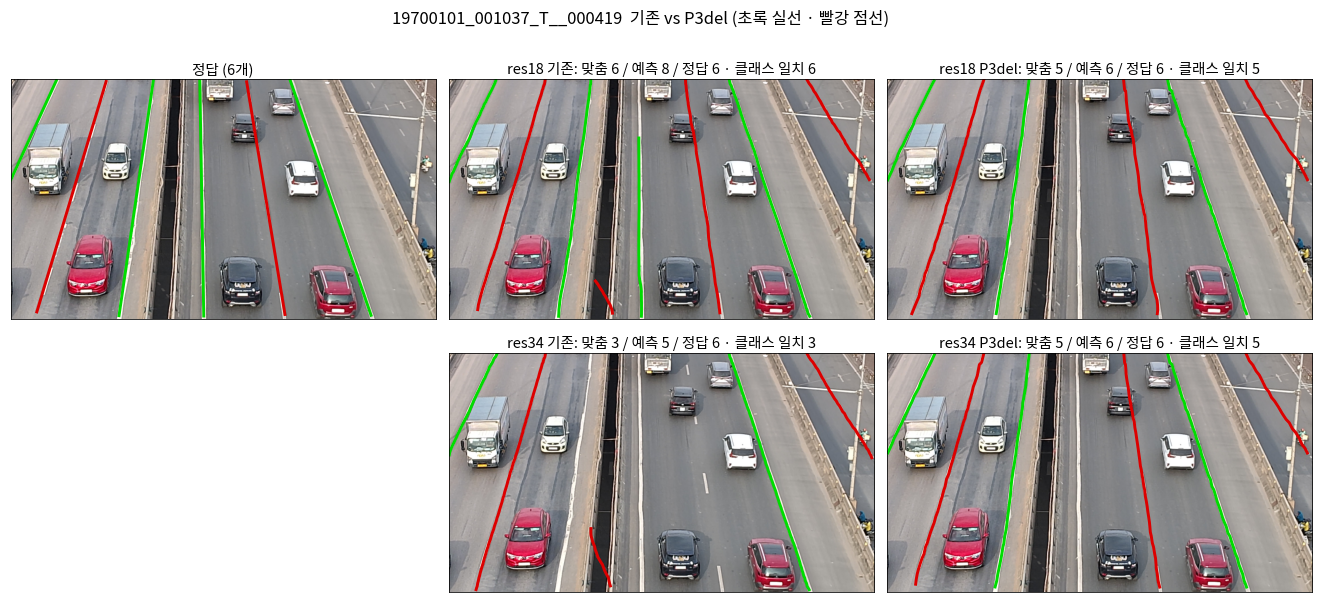 19700101_001037_T__000419 기존 vs P3del (초록 실선 · 빨강 점선)
정답 (6개)
res18 기존: 맞춤 6 / 예측 8 / 정답 6 · 클래스 일치 6
res18 P3del: 맞춤 5 / 예측 6 / 정답 6 · 클래스 일치 5
res34 기존: 맞춤 3 / 예측 5 / 정답 6 · 클래스 일치 3
res34 P3del: 맞춤 5 / 예측 6 / 정답 6 · 클래스 일치 5